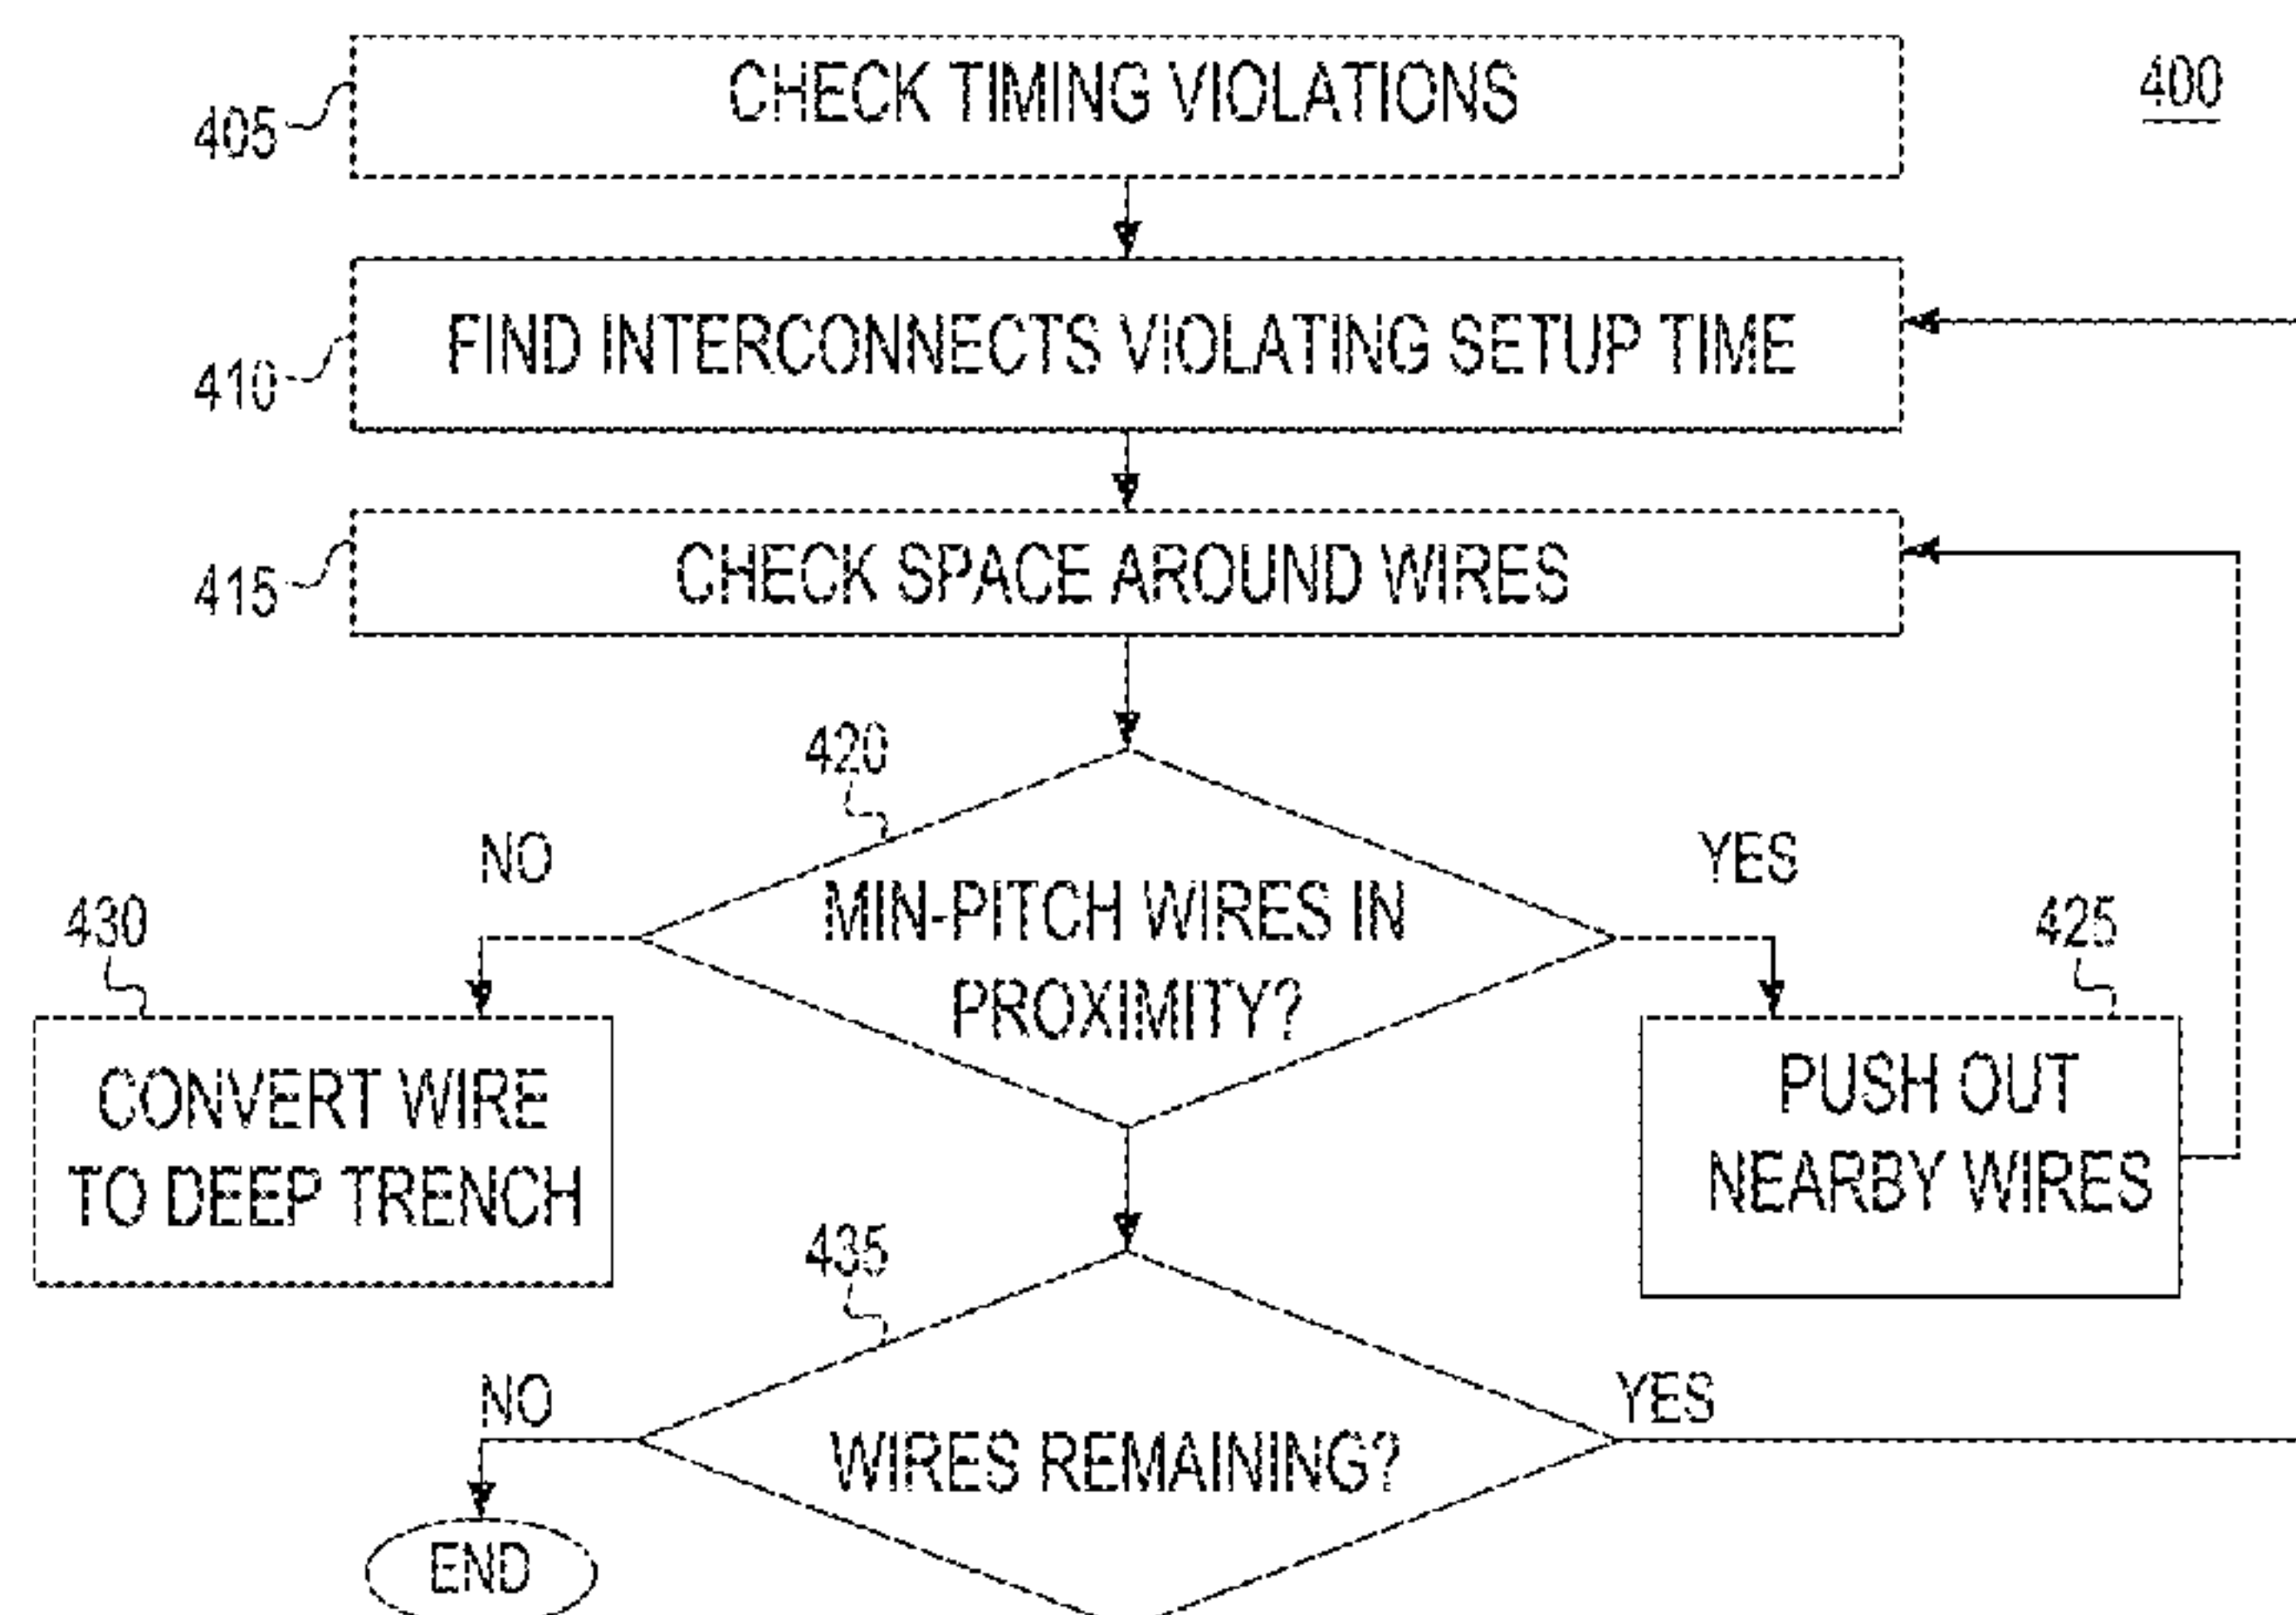 CHECK TIMING VIOLATIONS
400
405
FIND INTERCONNECTS VIOLATING SETUP TIME
410
CHECK SPACE AROUND WIRES
415
420
NO
YES
MIN-PITCH WIRES IN
PROXIMITY?
430
425
CONVERT WIRE
TO DEEP TRENCH
PUSH OUT
NEARBY WIRES
435
NO
YES
WIRES REMAINING?
END